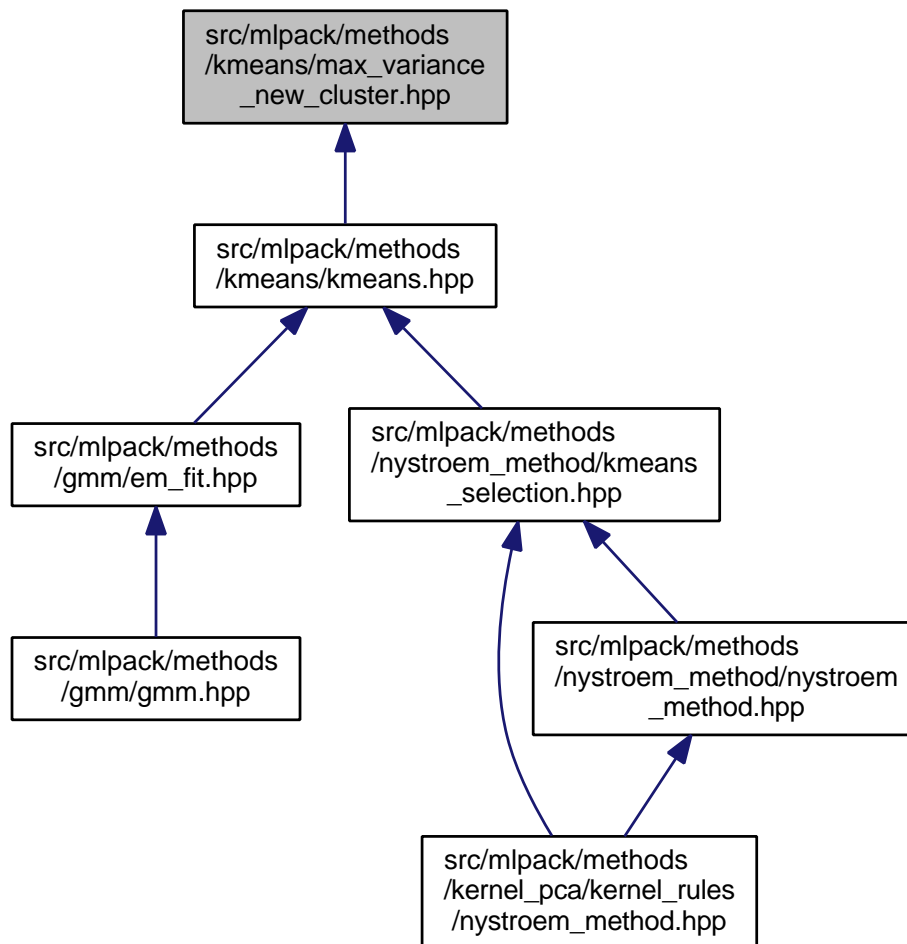 src/mlpack/methods
/kmeans/max_variance
_new_cluster.hpp
src/mlpack/methods
/kmeans/kmeans.hpp
src/mlpack/methods
/gmm/em_fit.hpp
src/mlpack/methods
/nystroem_method/kmeans
_selection.hpp
src/mlpack/methods
/gmm/gmm.hpp
src/mlpack/methods
/nystroem_method/nystroem
_method.hpp
src/mlpack/methods
/kernel_pca/kernel_rules
/nystroem_method.hpp